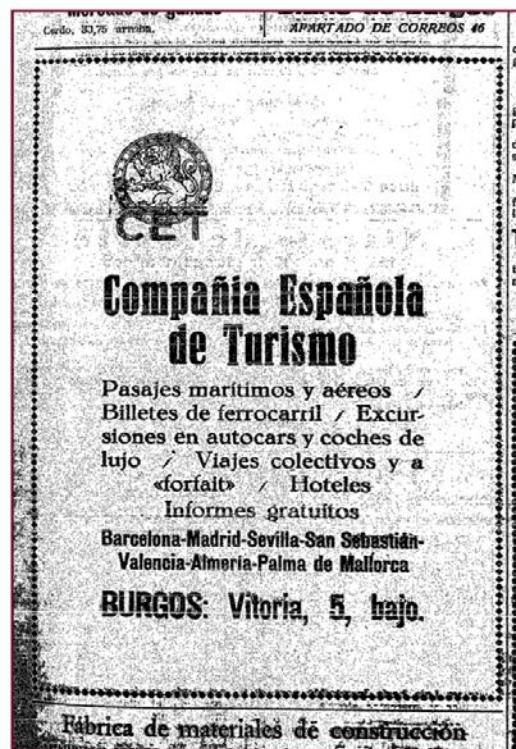 Cerdo, 33,75 arroba.
APARTADO DE CORREOS 46
CET
Compañia Española
de Turismo
Pasajes marítimos y aéreos /
Billetes de ferrocarril / Excur-
siones en autocars y coches de
lujo / Viajes colectivos y a
«forfait» / Hoteles
Informes gratuitos
Barcelona-Madrid-Sevilla-San Sebastián-
Valencia-Almería-Palma de Mallorca
BURGOS: Vitoria, 5, bajo.
Fábrica de materiales de construcción